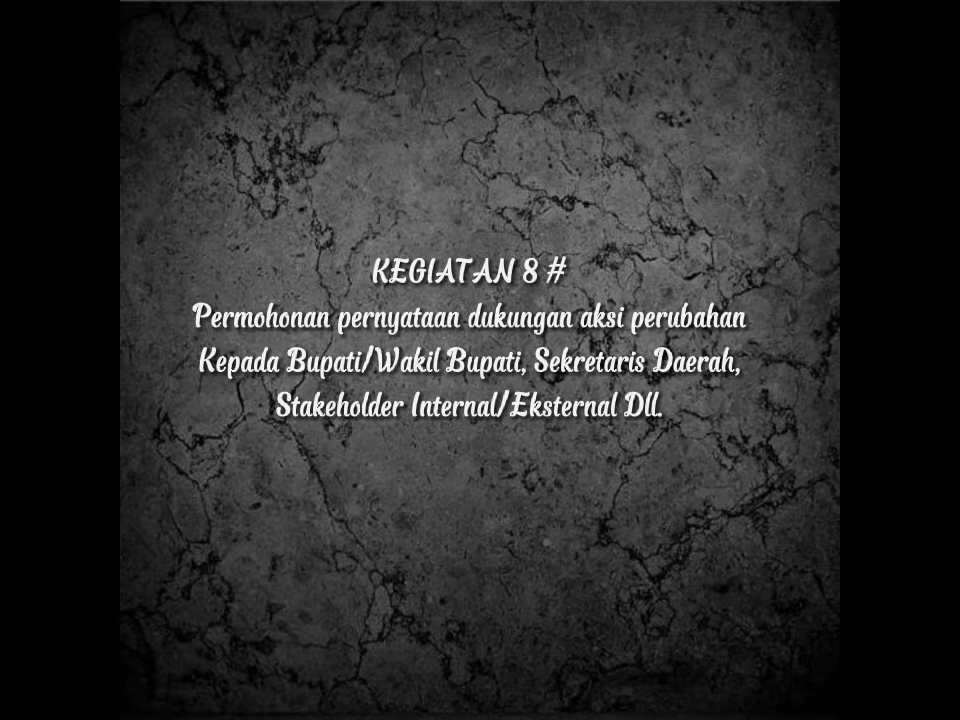 KEGIATAN 8 #
Permohonan pernyataan dukungan aksi perubahan
Kepada Bupati/Wakil Bupati, Sekretaris Daerah,
Stakeholder Internal/Eksternal Dll.